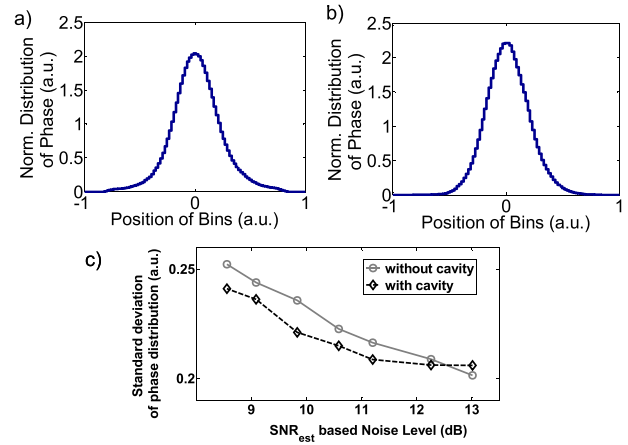 a)
2.5
2
1.5
1
0.5
0
-1
0
1
Norm. Distribution
of Phase (a.u.)
Position of Bins (a.u.)
b)
2.5
2
1.5
1
0.5
0
-1
0
1
Norm. Distribution
of Phase (a.u.)
Position of Bins (a.u.)
c)
Standard deviation
of phase distribution (a.u.)
0.25
0.2
without cavity
with cavity
9
10
11
12
13
SNRest based Noise Level (dB)